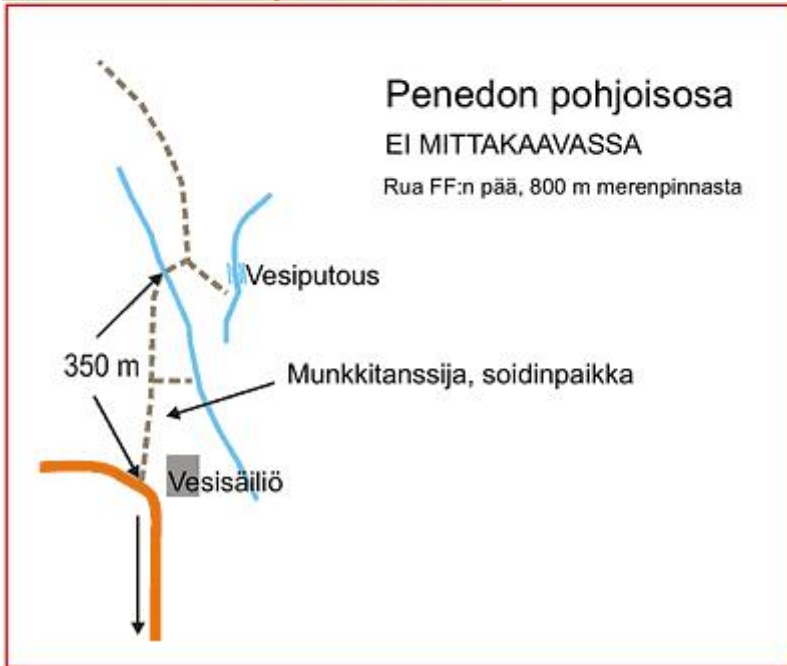 Penedon pohjoisosa
EI MITTAKAAVASSA
Rua FF:n pää, 800 m merenpinnasta
Vesiputous
350 m
Munkkitanssija, soidinpaikka
Vesisäiliö